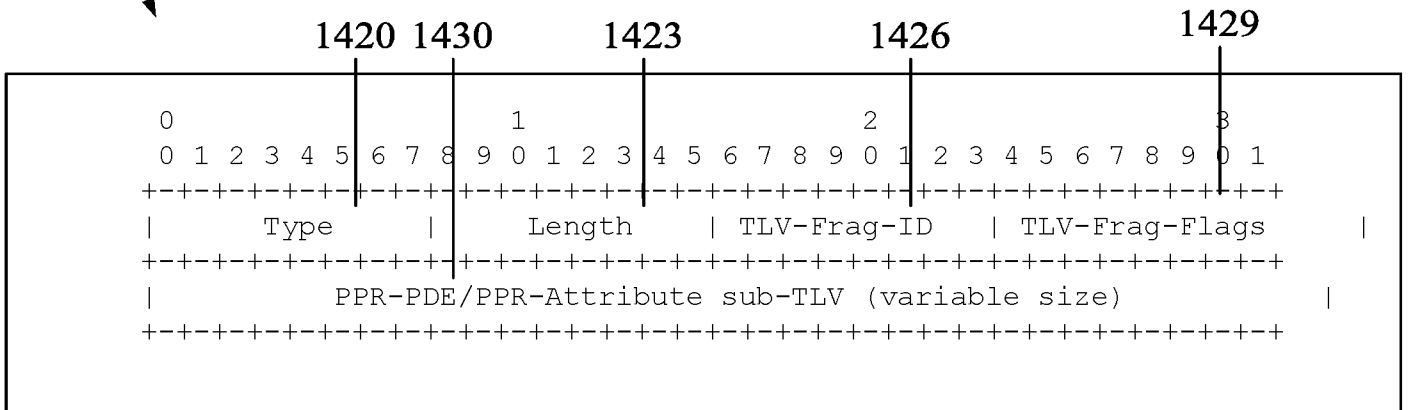 1420 1430 1423 1426 1429
0 1 2 3
0 1 2 3 4 5 6 7 8 9 0 1 2 3 4 5 6 7 8 9 0 1 2 3 4 5 6 7 8 9 0 1
+-+-+-+-+-+-+-+-+-+-+-+-+-+-+-+-+-+-+-+-+-+-+-+-+-+-+-+-+-+-+-+-+
| Type | Length | TLV-Frag-ID | TLV-Frag-Flags |
+-+-+-+-+-+-+-+-+-+-+-+-+-+-+-+-+-+-+-+-+-+-+-+-+-+-+-+-+-+-+-+-+
| PPR-PDE/PPR-Attribute sub-TLV (variable size) |
+-+-+-+-+-+-+-+-+-+-+-+-+-+-+-+-+-+-+-+-+-+-+-+-+-+-+-+-+-+-+-+-+